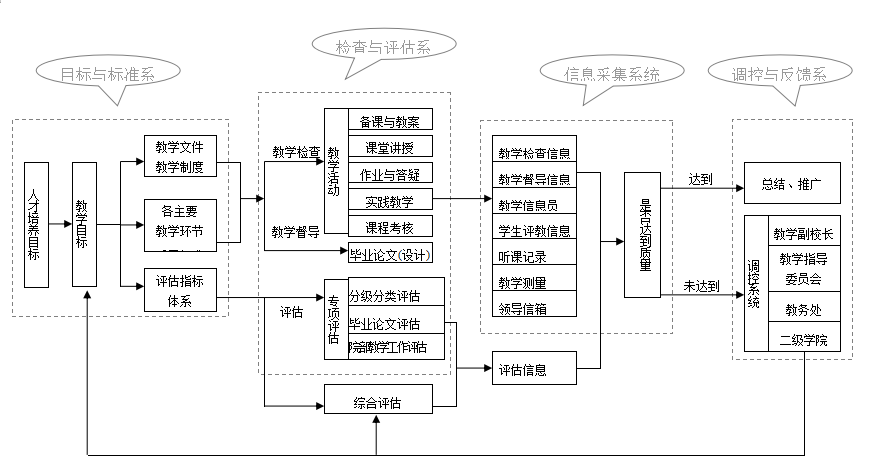 目标与标准系
检查与评估系
信息采集系统
调控与反馈系
人才培养目标
教学目标
教学文件
教学制度
各主要
教学环节
评估指标
体系
教学检查
教学督导
评估
教学活动
备课与教案
课堂讲授
作业与答疑
实践教学
课程考核
毕业论文(设计)
专项评估
分级分类评估
毕业论文评估
院部教学工作评估
综合评估
教学检查信息
教学督导信息
教学信息员
学生评教信息
听课记录
教学测量
领导信箱
评估信息
是否达到质量
达到
未达到
总结、推广
调控系统
教学副校长
教学指导
委员会
教务处
二级学院